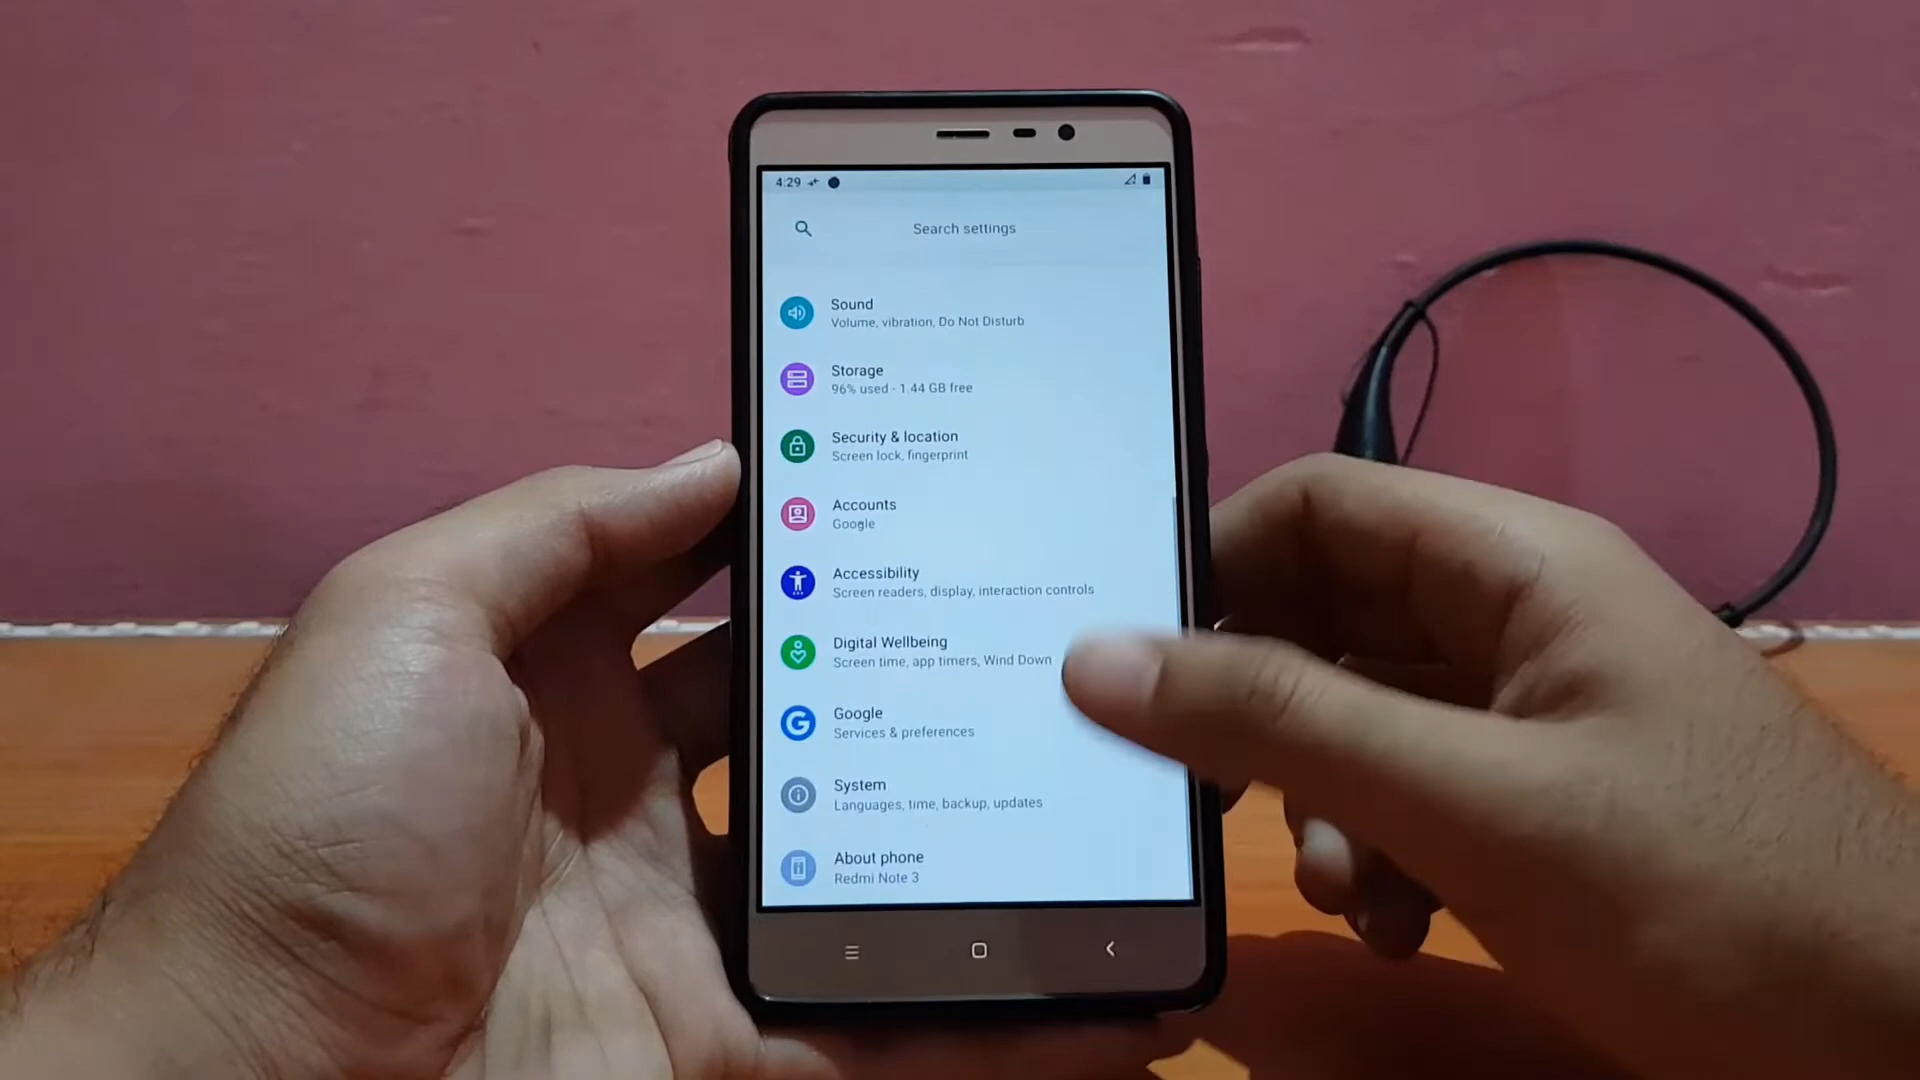 4:29
Search settings
Sound
Volume, vibration, Do Not Disturb
Storage
96% used - 1.44 GB free
Security & location
Screen lock, fingerprint
Accounts
Google
Accessibility
Screen readers, display, interaction controls
Digital Wellbeing
Screen time, app timers, Wind Down
Google
Services & preferences
System
Languages, time, backup, updates
About phone
Redmi Note 3